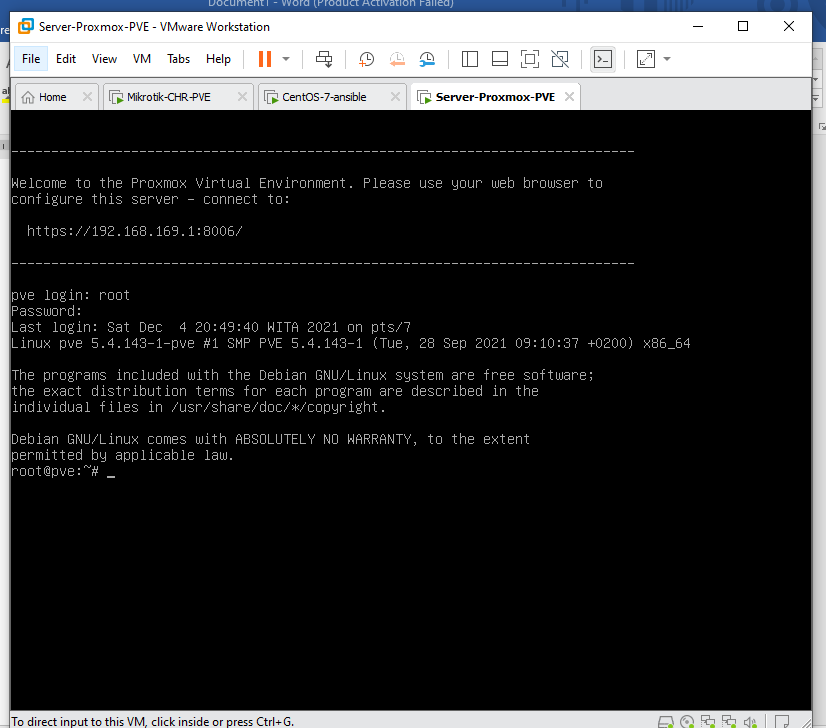 Document1 - Word (Product Activation Failed)
Server-Proxmox-PVE - VMware Workstation
File Edit View VM Tabs Help
Home Mikrotik-CHR-PVE CentOS-7-ansible Server-Proxmox-PVE
-------------------------------------------------------------------------------
Welcome to the Proxmox Virtual Environment. Please use your web browser to
configure this server - connect to:
https://192.168.169.1:8006/
-------------------------------------------------------------------------------
pve login: root
Password:
Last login: Sat Dec  4 20:49:40 WITA 2021 on pts/7
Linux pve 5.4.143-1-pve #1 SMP PVE 5.4.143-1 (Tue, 28 Sep 2021 09:10:37 +0200) x86_64
The programs included with the Debian GNU/Linux system are free software;
the exact distribution terms for each program are described in the
individual files in /usr/share/doc/*/copyright.
Debian GNU/Linux comes with ABSOLUTELY NO WARRANTY, to the extent
permitted by applicable law.
root@pve:~# _
To direct input to this VM, click inside or press Ctrl+G.